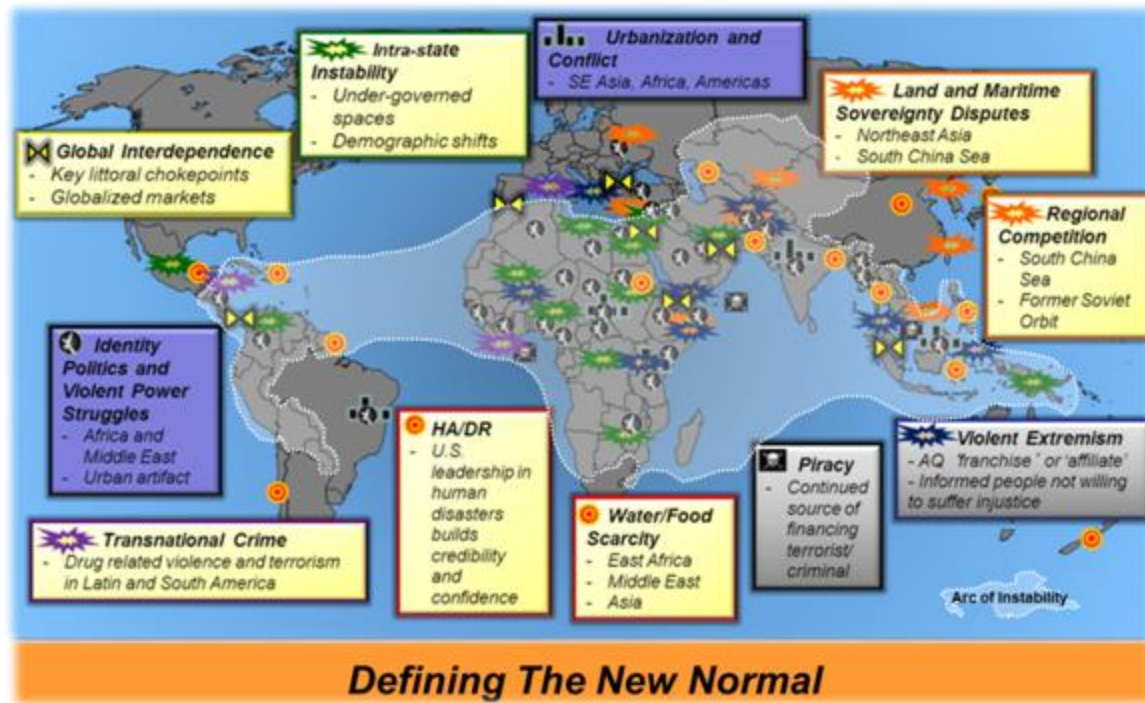 Intra-state
Instability
- Under-governed
spaces
- Demographic shifts
Urbanization and
Conflict
- SE Asia, Africa, Americas
Land and Maritime
Sovereignty Disputes
- Northeast Asia
- South China Sea
Global Interdependence
- Key littoral chokepoints
- Globalized markets
Regional
Competition
- South China
Sea
- Former Soviet
Orbit
Identity
Politics and
Violent Power
Struggles
- Africa and
Middle East
- Urban artifact
HA/DR
- U.S.
leadership in
human
disasters
builds
credibility
and
confidence
Water/Food
Scarcity
- East Africa
- Middle East
- Asia
Piracy
- Continued
source of
financing
terrorist/
criminal
Violent Extremism
- AQ 'franchise' or 'affiliate'
- Informed people not willing
to suffer injustice
Transnational Crime
- Drug related violence and terrorism
in Latin and South America
Arc of Instability
Defining The New Normal